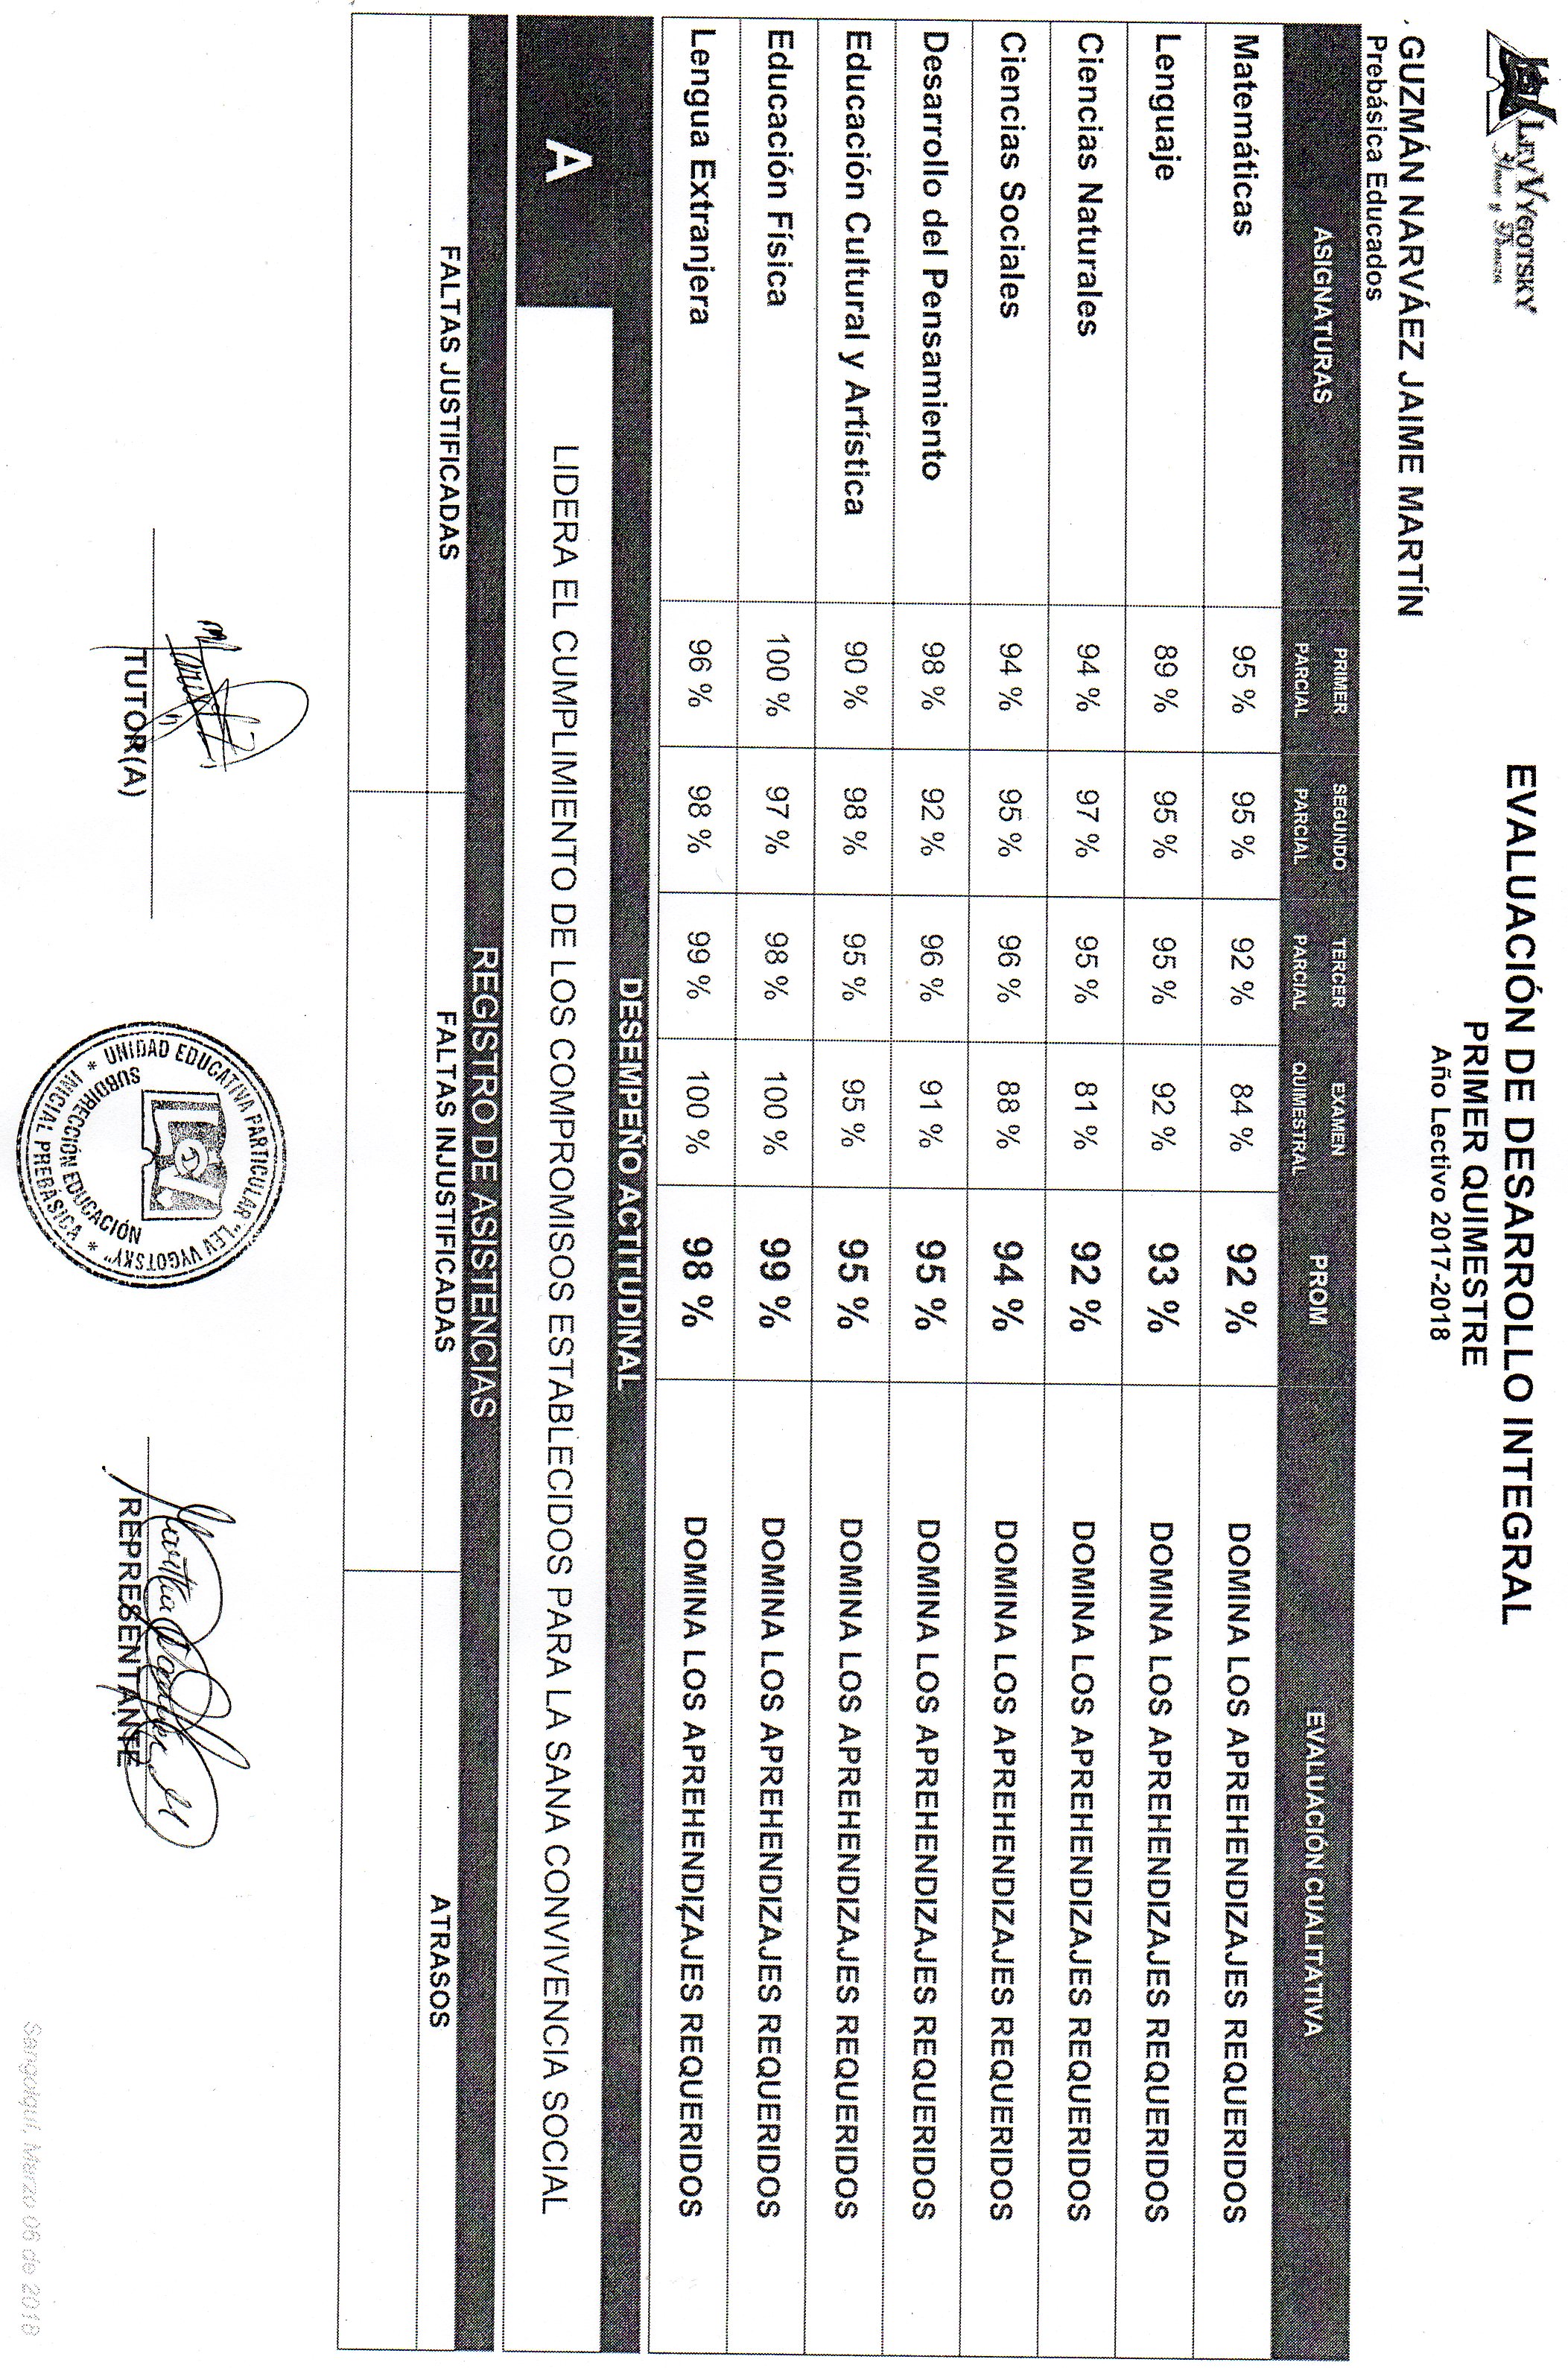 LEV VYGOTSKY
Amor y Firmeza
EVALUACIÓN DE DESARROLLO INTEGRAL
PRIMER QUIMESTRE
Año Lectivo 2017-2018
GUZMÁN NARVÁEZ JAIME MARTÍN
Prebásica Educados
ASIGNATURAS PRIMER PARCIAL SEGUNDO PARCIAL TERCER PARCIAL EXAMEN QUIMESTRAL PROM EVALUACIÓN CUALITATIVA
Matemáticas 95 % 95 % 92 % 84 % 92 % DOMINA LOS APREHENDIZAJES REQUERIDOS
Lenguaje 89 % 95 % 95 % 92 % 93 % DOMINA LOS APREHENDIZAJES REQUERIDOS
Ciencias Naturales 94 % 97 % 95 % 81 % 92 % DOMINA LOS APREHENDIZAJES REQUERIDOS
Ciencias Sociales 94 % 95 % 96 % 88 % 94 % DOMINA LOS APREHENDIZAJES REQUERIDOS
Desarrollo del Pensamiento 98 % 92 % 96 % 91 % 95 % DOMINA LOS APREHENDIZAJES REQUERIDOS
Educación Cultural y Artística 90 % 98 % 95 % 95 % 95 % DOMINA LOS APREHENDIZAJES REQUERIDOS
Educación Física 100 % 97 % 98 % 100 % 99 % DOMINA LOS APREHENDIZAJES REQUERIDOS
Lengua Extranjera 96 % 98 % 99 % 100 % 98 % DOMINA LOS APREHENDIZAJES REQUERIDOS
DESEMPEÑO ACTITUDINAL
A LIDERA EL CUMPLIMIENTO DE LOS COMPROMISOS ESTABLECIDOS PARA LA SANA CONVIVENCIA SOCIAL
REGISTRO DE ASISTENCIAS
FALTAS JUSTIFICADAS FALTAS INJUSTIFICADAS ATRASOS
UNIDAD EDUCATIVA PARTICULAR "LEV VYGOTSKY"
SUBDIRECCIÓN EDUCACIÓN
* INICIAL PREBÁSICA *
Martha
TUTOR(A) REPRESENTANTE
Sangolquí, Marzo 06 de 2018